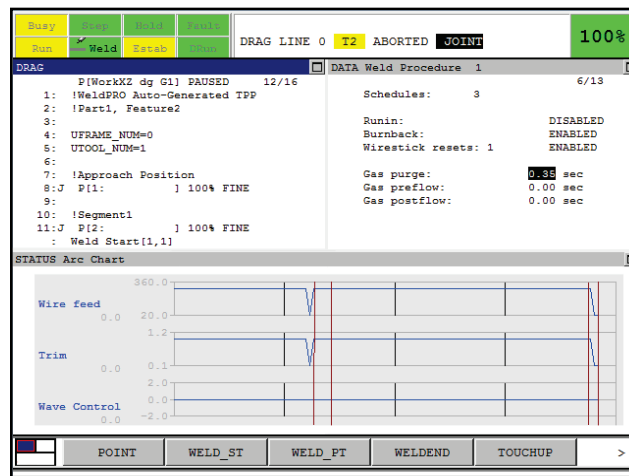 Busy Step Hold Fault
Run Weld Estab
DRAG LINE 0 T2 ABORTED JOINT
100%
DRAG
P[WorkXZ dg G1] PAUSED 12/16
1: !WeldPRO Auto-Generated TPP
2: !Part1, Feature2
3:
4: UFRAME_NUM=0
5: UTOOL_NUM=1
6:
7: !Approach Position
8:J P[1: ] 100% FINE
9:
10: !Segment1
11:J P[2: ] 100% FINE
: Weld Start[1,1]
DATA Weld Procedure 1
6/13
Schedules: 3
Runin: DISABLED
Burnback: ENABLED
Wirestick resets: 1 ENABLED
Gas purge: 0.35 sec
Gas preflow: 0.00 sec
Gas postflow: 0.00 sec
STATUS Arc Chart
360.0
Wire feed
0.0 20.0
1.2
Trim
0.0 0.1
2.0
0.0
Wave Control
0.0 -2.0
POINT WELD_ST WELD_PT WELDEND TOUCHUP >